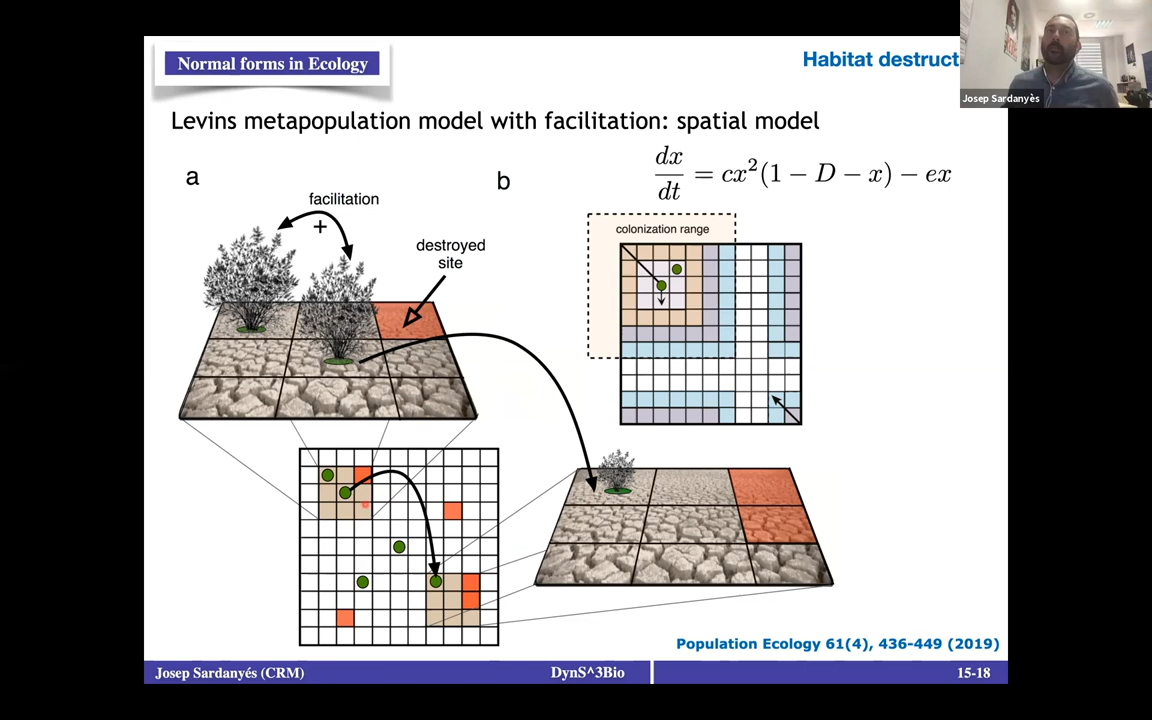 Normal forms in Ecology
Habitat destruct
Josep Sardanyès
Levins metapopulation model with facilitation: spatial model
a
b
dx/dt = cx²(1 − D − x) − ex
facilitation
+
destroyed
site
colonization range
Population Ecology 61(4), 436-449 (2019)
Josep Sardanyés (CRM)
DynS^3Bio
15-18